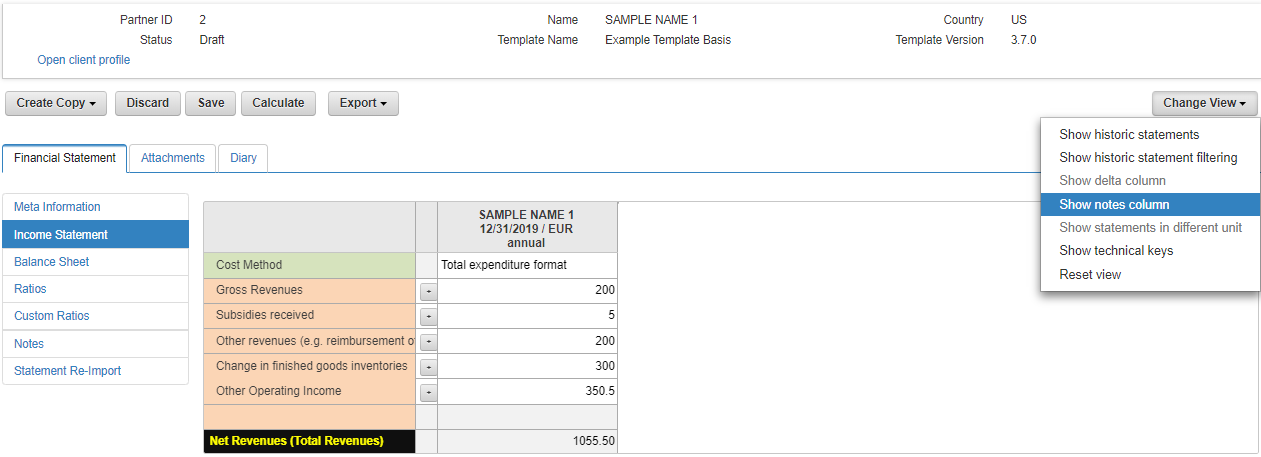 Partner ID 2 Name SAMPLE NAME 1 Country US
Status Draft Template Name Example Template Basis Template Version 3.7.0
Open client profile
Create Copy Discard Save Calculate Export Change View
Show historic statements
Show historic statement filtering
Show delta column
Show notes column
Show statements in different unit
Show technical keys
Reset view
Financial Statement Attachments Diary
Meta Information
Income Statement
Balance Sheet
Ratios
Custom Ratios
Notes
Statement Re-Import
SAMPLE NAME 1
12/31/2019 / EUR
annual
Cost Method Total expenditure format
Gross Revenues 200
Subsidies received 5
Other revenues (e.g. reimbursement o 200
Change in finished goods inventories 300
Other Operating Income 350.5
Net Revenues (Total Revenues) 1055.50